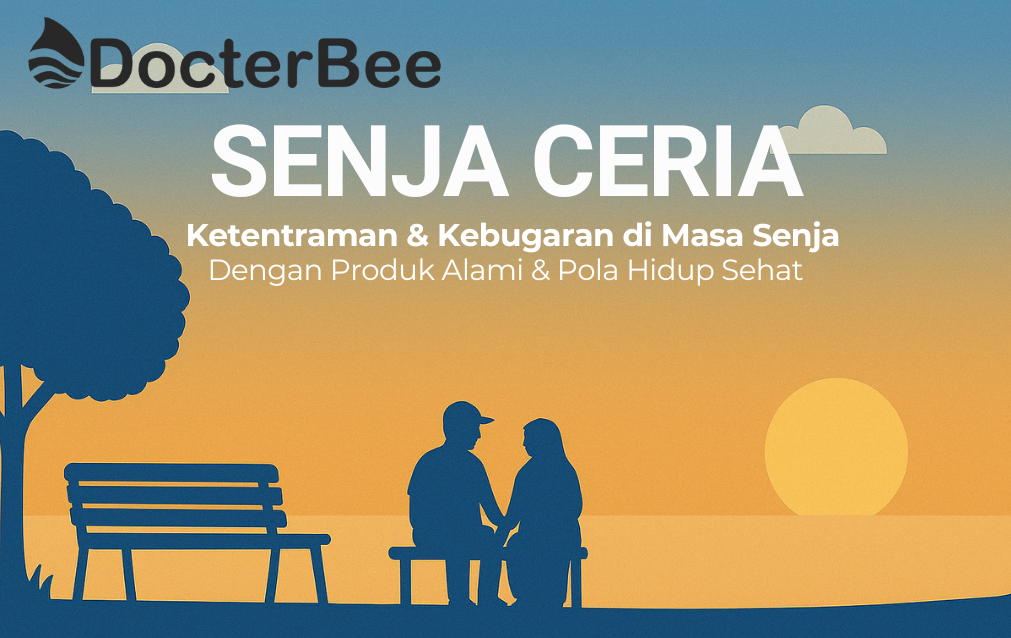 DocterBee
SENJA CERIA
Ketentraman & Kebugaran di Masa Senja
Dengan Produk Alami & Pola Hidup Sehat